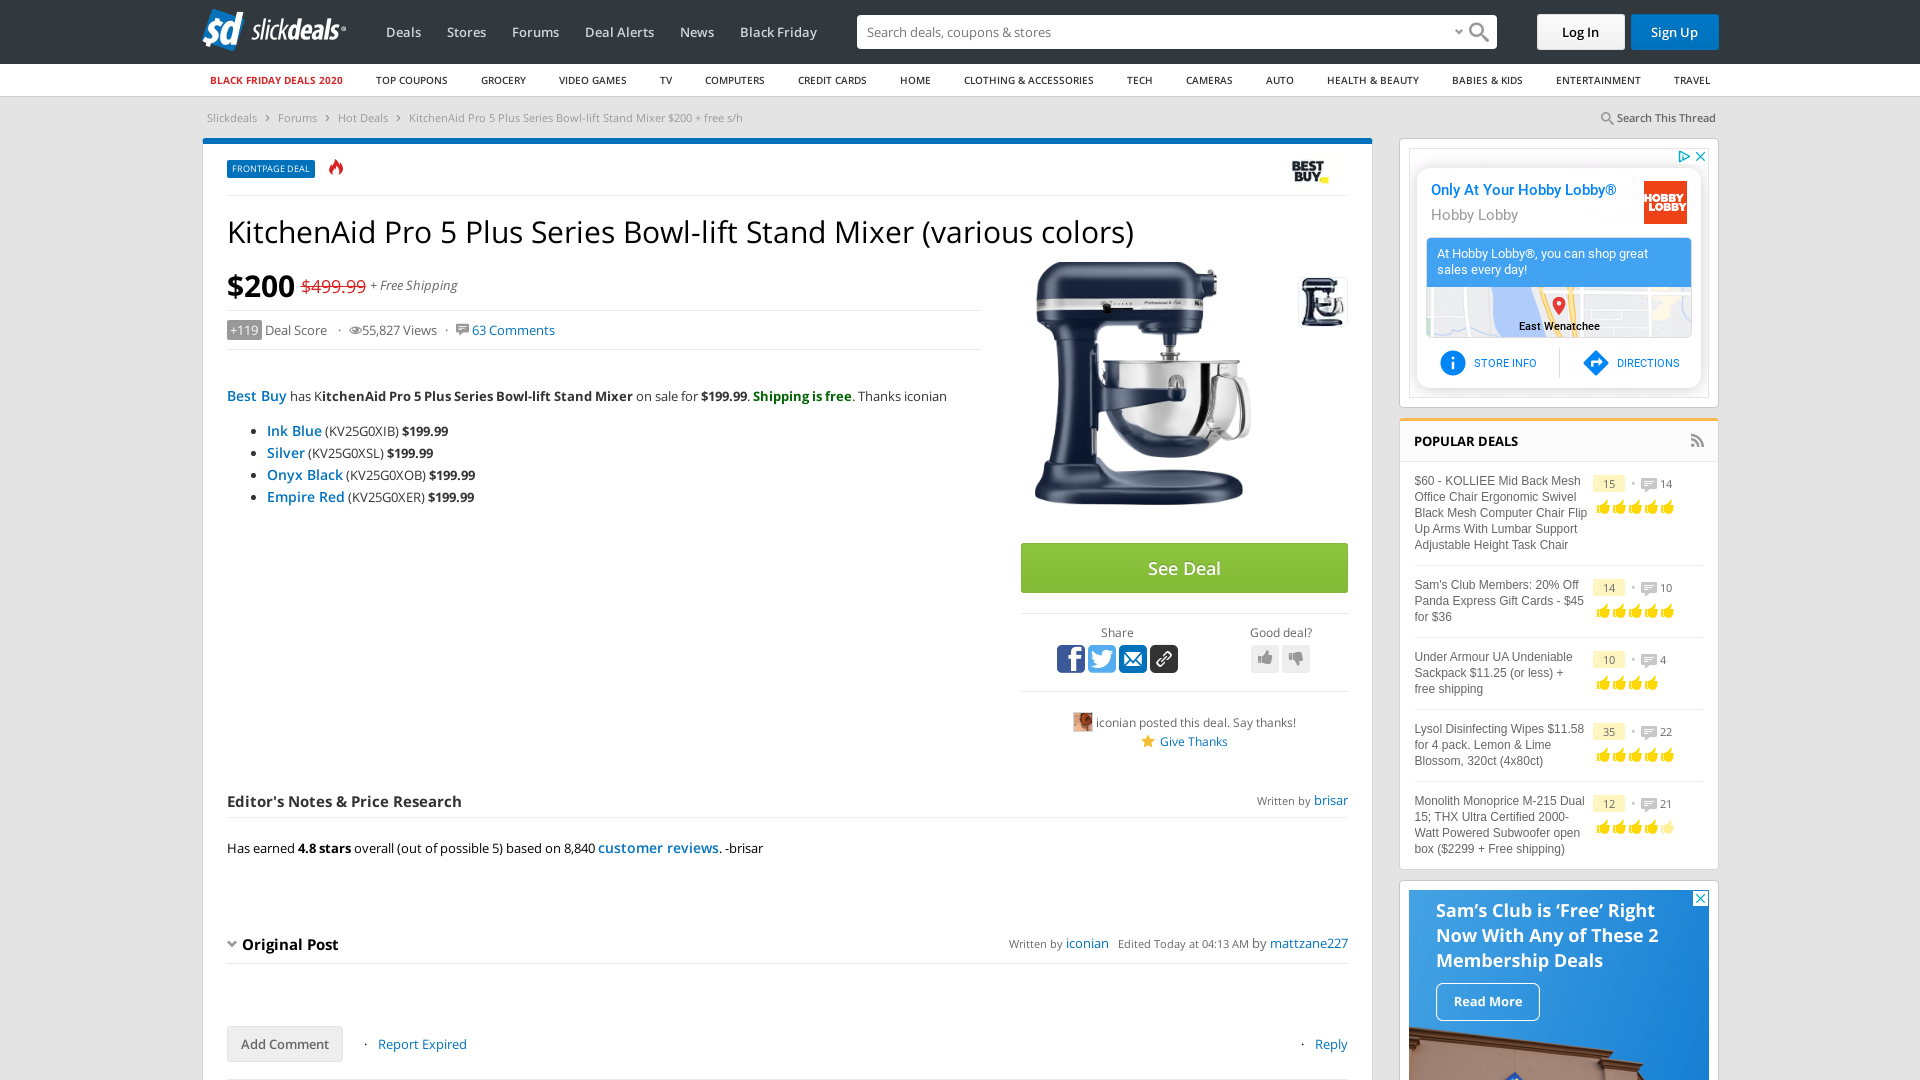 sd slickdeals
Deals Stores Forums Deal Alerts News Black Friday
Search deals, coupons & stores
Log In Sign Up
BLACK FRIDAY DEALS 2020 TOP COUPONS GROCERY VIDEO GAMES TV COMPUTERS CREDIT CARDS HOME CLOTHING & ACCESSORIES TECH CAMERAS AUTO HEALTH & BEAUTY BABIES & KIDS ENTERTAINMENT TRAVEL
Slickdeals › Forums › Hot Deals › KitchenAid Pro 5 Plus Series Bowl-lift Stand Mixer $200 + free s/h
Search This Thread
FRONTPAGE DEAL
BEST BUY
KitchenAid Pro 5 Plus Series Bowl-lift Stand Mixer (various colors)
$200 $499.99 + Free Shipping
+119 Deal Score · 55,827 Views · 63 Comments
Best Buy has KitchenAid Pro 5 Plus Series Bowl-lift Stand Mixer on sale for $199.99. Shipping is free. Thanks iconian
• Ink Blue (KV25G0XIB) $199.99
• Silver (KV25G0XSL) $199.99
• Onyx Black (KV25G0XOB) $199.99
• Empire Red (KV25G0XER) $199.99
See Deal
Share
Good deal?
iconian posted this deal. Say thanks!
Give Thanks
Editor's Notes & Price Research
Written by brisar
Has earned 4.8 stars overall (out of possible 5) based on 8,840 customer reviews. -brisar
Original Post
Written by iconian Edited Today at 04:13 AM by mattzane227
Add Comment · Report Expired
· Reply
Only At Your Hobby Lobby®
Hobby Lobby
HOBBY LOBBY
At Hobby Lobby®, you can shop great
sales every day!
East Wenatchee
STORE INFO
DIRECTIONS
POPULAR DEALS
$60 - KOLLIEE Mid Back Mesh
Office Chair Ergonomic Swivel
Black Mesh Computer Chair Flip
Up Arms With Lumbar Support
Adjustable Height Task Chair
15 • 14
Sam's Club Members: 20% Off
Panda Express Gift Cards - $45
for $36
14 • 10
Under Armour UA Undeniable
Sackpack $11.25 (or less) +
free shipping
10 • 4
Lysol Disinfecting Wipes $11.58
for 4 pack. Lemon & Lime
Blossom, 320ct (4x80ct)
35 • 22
Monolith Monoprice M-215 Dual
15; THX Ultra Certified 2000-
Watt Powered Subwoofer open
box ($2299 + Free shipping)
12 • 21
Sam's Club is 'Free' Right
Now With Any of These 2
Membership Deals
Read More